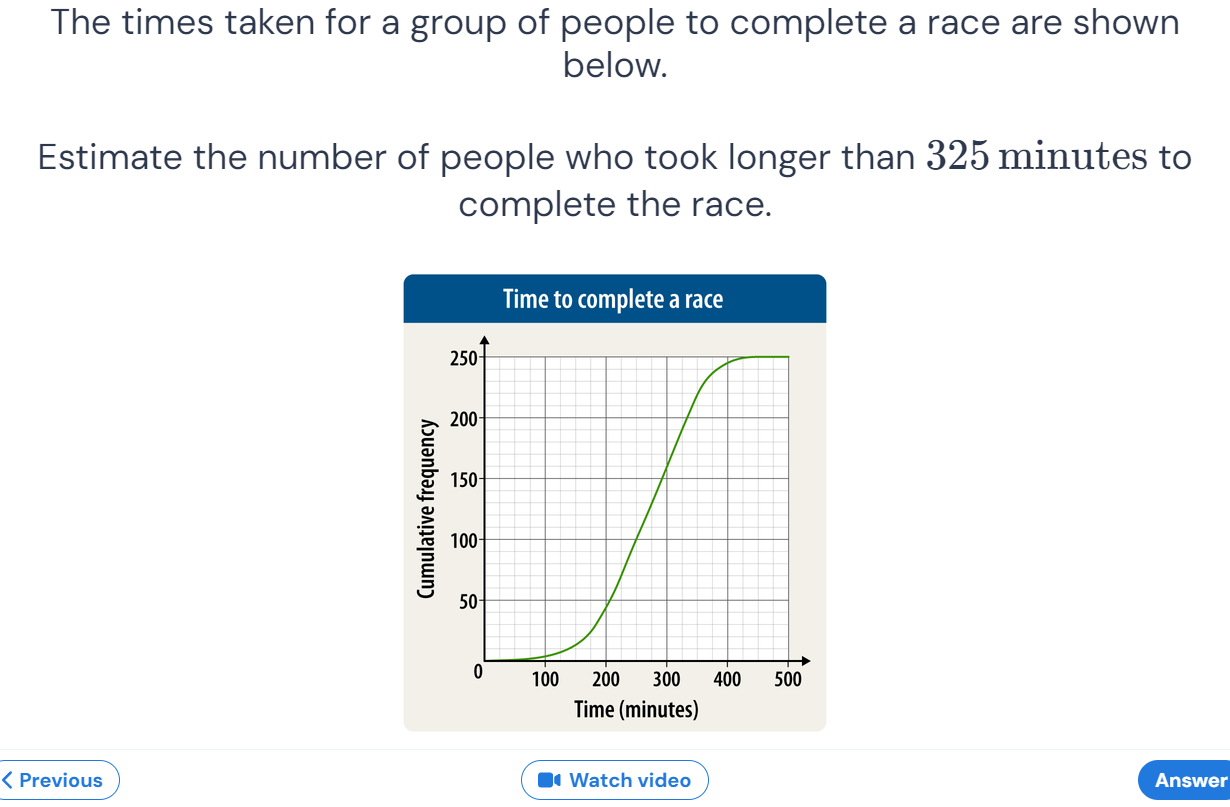 The times taken for a group of people to complete a race are shown
below.
Estimate the number of people who took longer than 325 minutes to
complete the race.
Time to complete a race
Cumulative frequency
250
200
150
100
50
0
100 200 300 400 500
Time (minutes)
Previous
Watch video
Answer